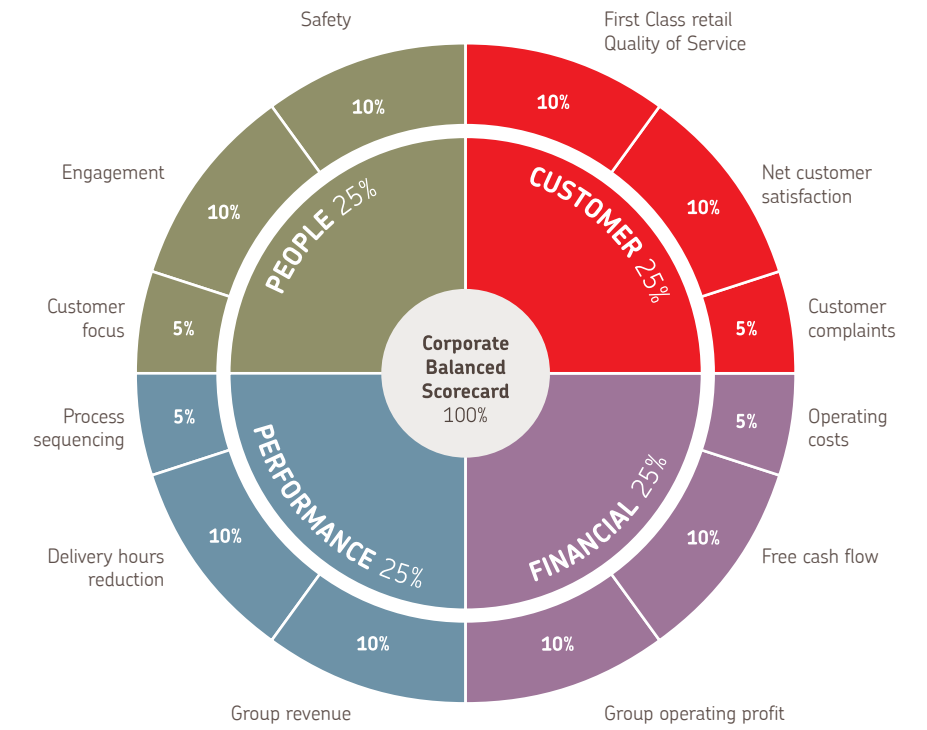 Safety
First Class retail
Quality of Service
10%
10%
Engagement
Net customer
satisfaction
10%
10%
PEOPLE 25%
CUSTOMER 25%
Customer
focus
5%
5%
Customer
complaints
Corporate
Balanced
Scorecard
100%
Process
sequencing
5%
5%
Operating
costs
PERFORMANCE 25%
FINANCIAL 25%
Delivery hours
reduction
10%
10%
Free cash flow
10%
10%
Group revenue
Group operating profit